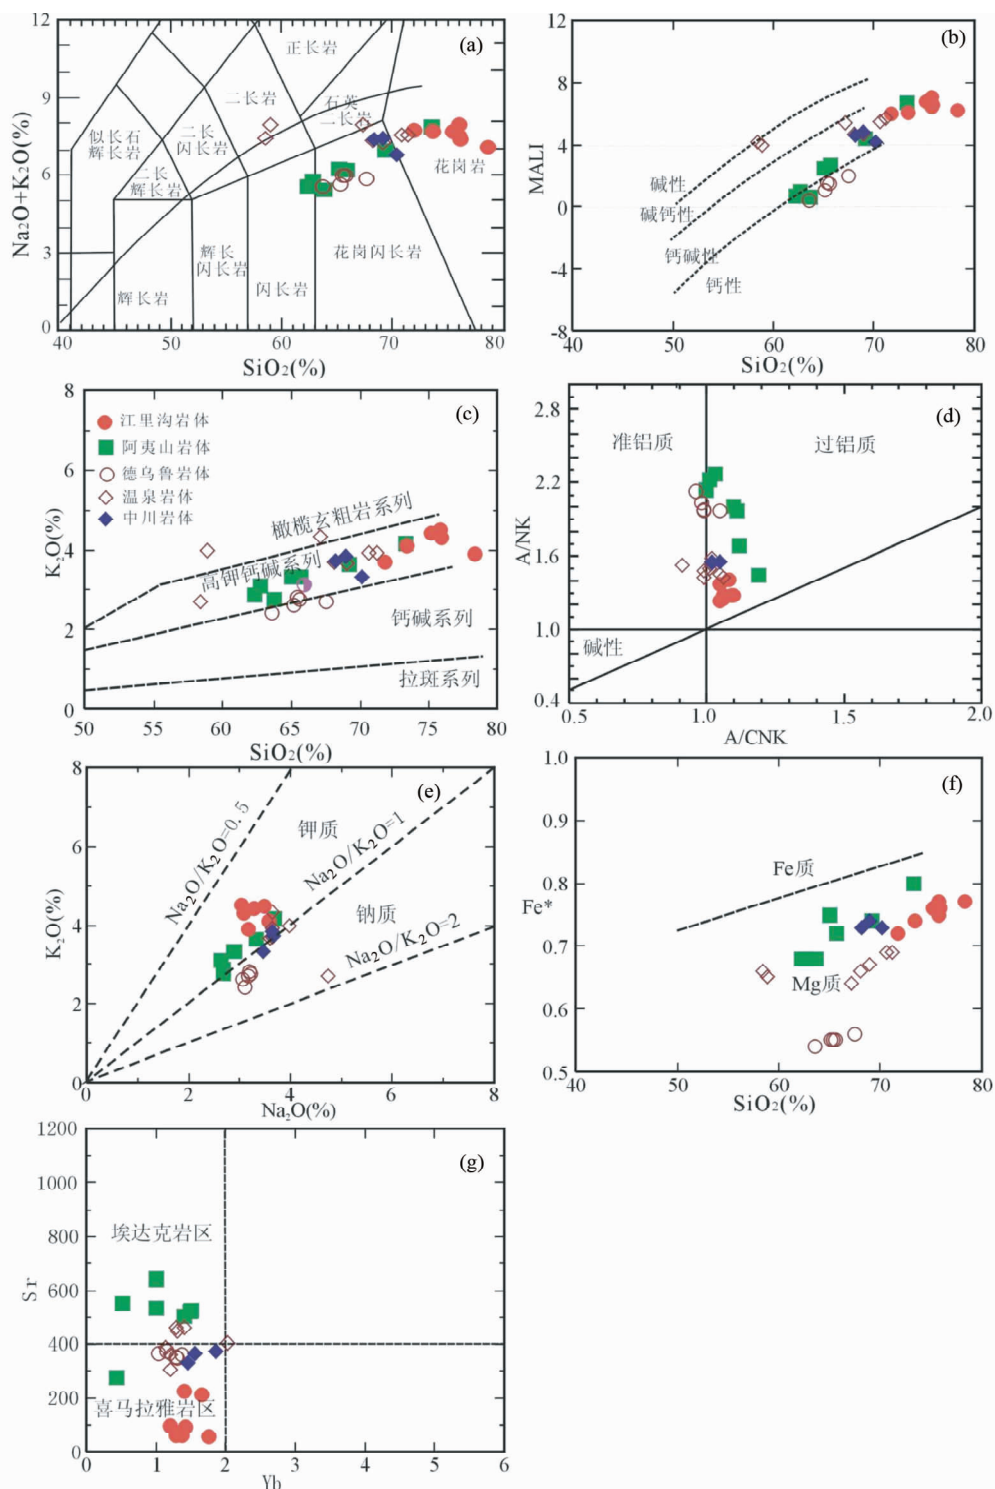 (a)
12
9
6
3
0
Na₂O+K₂O(%)
正长岩
二长岩
石英
二长岩
似长石
辉长岩
二长
闪长岩
二长
辉长岩
花岗岩
辉长
闪长岩
花岗闪长岩
辉长岩
闪长岩
40
50
60
70
80
SiO₂(%)
(b)
12
8
4
0
-4
-8
MALI
碱性
碱钙性
钙碱性
钙性
40
50
60
70
80
SiO₂(%)
(c)
江里沟岩体
阿夷山岩体
德乌鲁岩体
温泉岩体
中川岩体
8
6
4
2
0
K₂O(%)
橄榄玄粗岩系列
高钾钙碱系列
钙碱系列
拉斑系列
50
55
60
65
70
75
80
SiO₂(%)
(d)
2.8
2.2
1.6
1.0
0.4
A/NK
准铝质
过铝质
碱性
0.5
1.0
1.5
2.0
A/CNK
(e)
8
6
4
2
0
K₂O(%)
Na₂O/K₂O=0.5
钾质
Na₂O/K₂O=1
钠质
Na₂O/K₂O=2
2
4
6
8
Na₂O(%)
(f)
1.0
0.9
0.8
0.7
0.6
0.5
Fe*
Fe质
Mg质
40
50
60
70
80
SiO₂(%)
(g)
1200
1000
800
600
400
200
0
Sr
埃达克岩区
喜马拉雅岩区
0
1
2
3
4
5
6
Yb